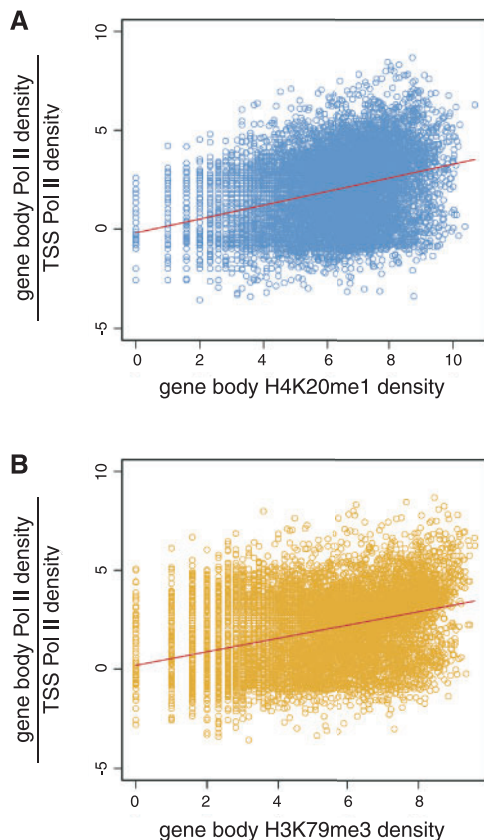 A
10
5
0
-5
gene body Pol II density
TSS Pol II density
0 2 4 6 8 10
gene body H4K20me1 density
B
10
5
0
-5
gene body Pol II density
TSS Pol II density
0 2 4 6 8
gene body H3K79me3 density